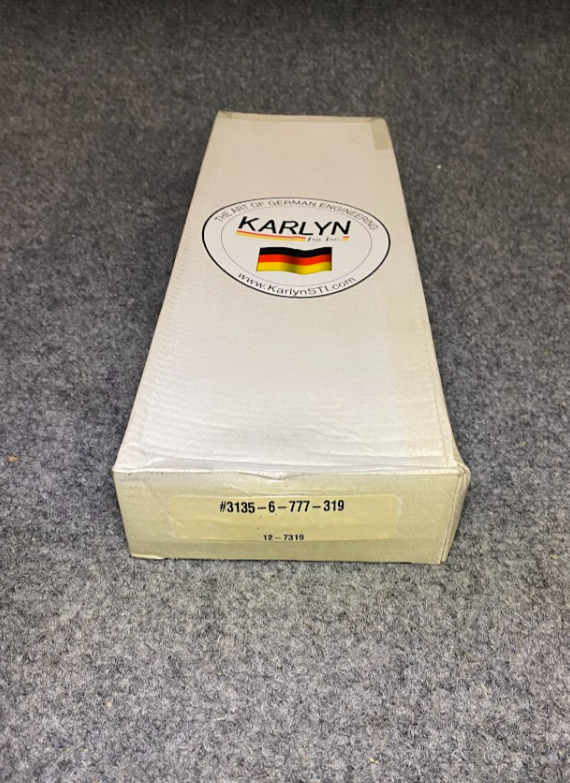 THE ART OF GERMAN ENGINEERING
KARLYN
www.KarlynSTI.com
#3135-6-777-319
12-7319